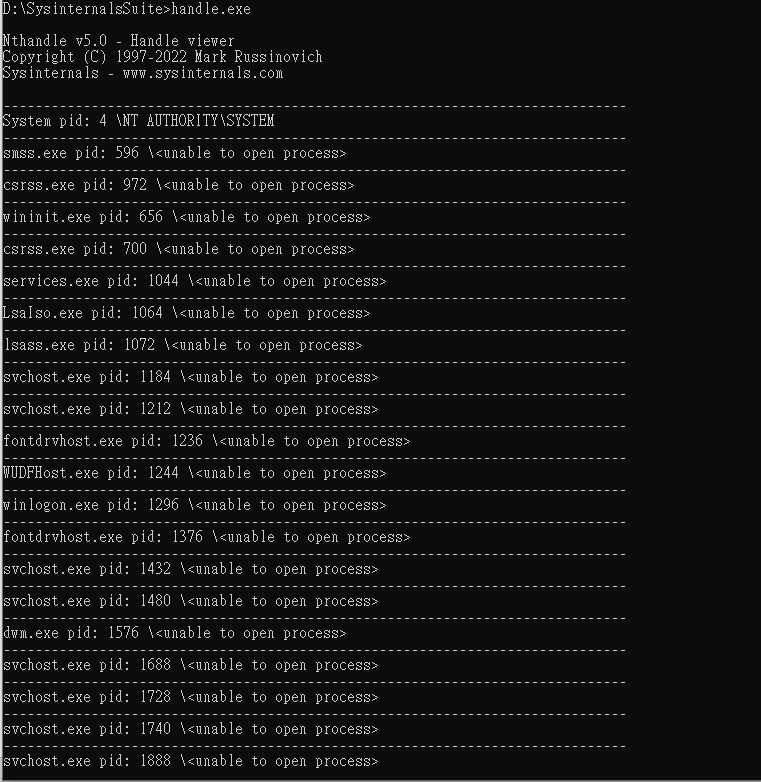 D:\SysinternalsSuite>handle.exe
Nthandle v5.0 - Handle viewer
Copyright (C) 1997-2022 Mark Russinovich
Sysinternals - www.sysinternals.com
------------------------------------------------------------------------------
System pid: 4 \NT AUTHORITY\SYSTEM
------------------------------------------------------------------------------
smss.exe pid: 596 \<unable to open process>
------------------------------------------------------------------------------
csrss.exe pid: 972 \<unable to open process>
------------------------------------------------------------------------------
wininit.exe pid: 656 \<unable to open process>
------------------------------------------------------------------------------
csrss.exe pid: 700 \<unable to open process>
------------------------------------------------------------------------------
services.exe pid: 1044 \<unable to open process>
------------------------------------------------------------------------------
LsaIso.exe pid: 1064 \<unable to open process>
------------------------------------------------------------------------------
lsass.exe pid: 1072 \<unable to open process>
------------------------------------------------------------------------------
svchost.exe pid: 1184 \<unable to open process>
------------------------------------------------------------------------------
svchost.exe pid: 1212 \<unable to open process>
------------------------------------------------------------------------------
fontdrvhost.exe pid: 1236 \<unable to open process>
------------------------------------------------------------------------------
WUDFHost.exe pid: 1244 \<unable to open process>
------------------------------------------------------------------------------
winlogon.exe pid: 1296 \<unable to open process>
------------------------------------------------------------------------------
fontdrvhost.exe pid: 1376 \<unable to open process>
------------------------------------------------------------------------------
svchost.exe pid: 1432 \<unable to open process>
------------------------------------------------------------------------------
svchost.exe pid: 1480 \<unable to open process>
------------------------------------------------------------------------------
dwm.exe pid: 1576 \<unable to open process>
------------------------------------------------------------------------------
svchost.exe pid: 1688 \<unable to open process>
------------------------------------------------------------------------------
svchost.exe pid: 1728 \<unable to open process>
------------------------------------------------------------------------------
svchost.exe pid: 1740 \<unable to open process>
------------------------------------------------------------------------------
svchost.exe pid: 1888 \<unable to open process>